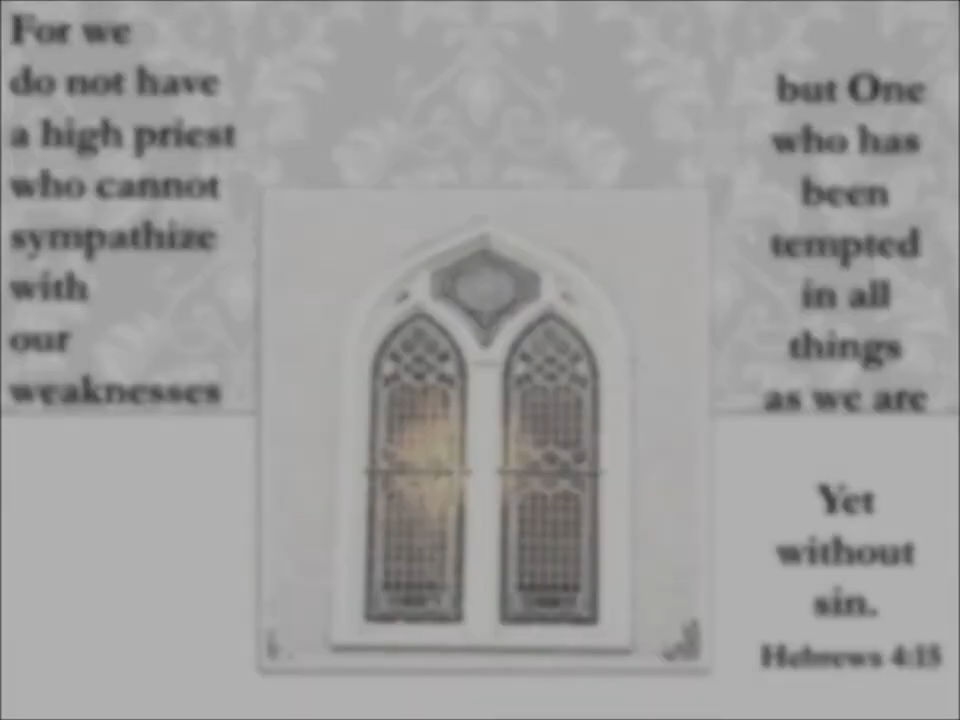 For we
do not have
a high priest
who cannot
sympathize
with
our
weaknesses
but One
who has
been
tempted
in all
things
as we are
Yet
without
sin.
Hebrews 4:15